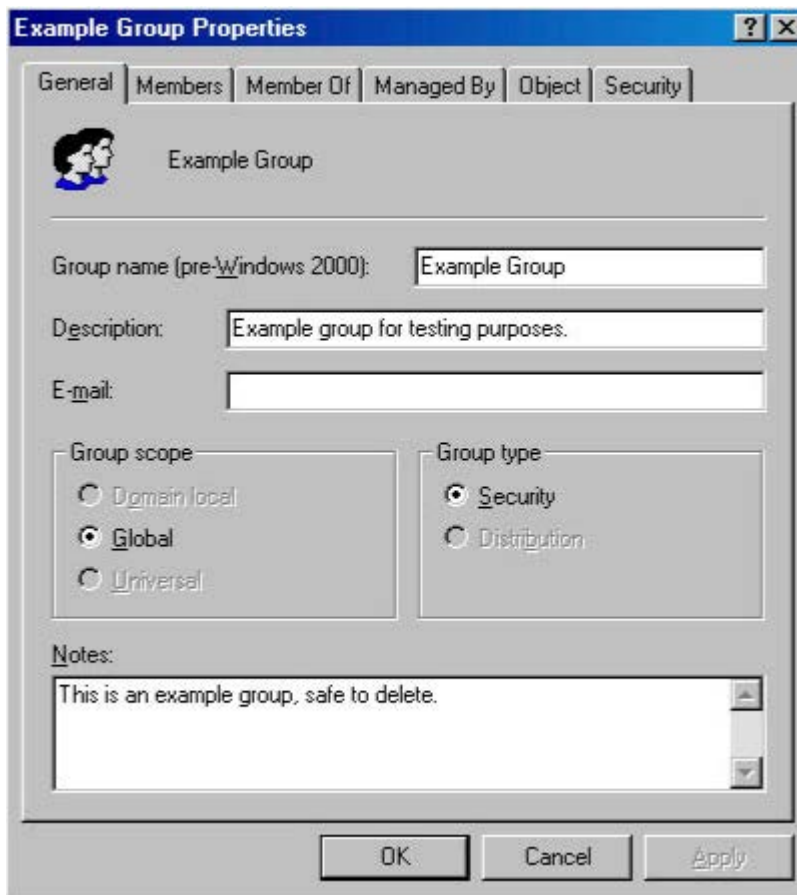 Example Group Properties
General Members Member Of Managed By Object Security
Example Group
Group name (pre-Windows 2000): Example Group
Description: Example group for testing purposes.
E-mail:
Group scope
Domain local
Global
Universal
Group type
Security
Distribution
Notes:
This is an example group, safe to delete.
OK Cancel Apply